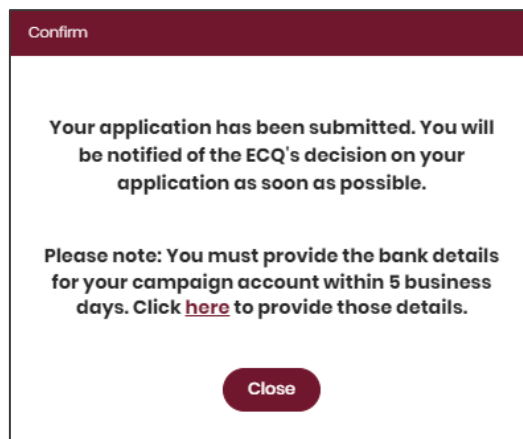 Confirm
Your application has been submitted. You will
be notified of the ECQ's decision on your
application as soon as possible.
Please note: You must provide the bank details
for your campaign account within 5 business
days. Click here to provide those details.
Close